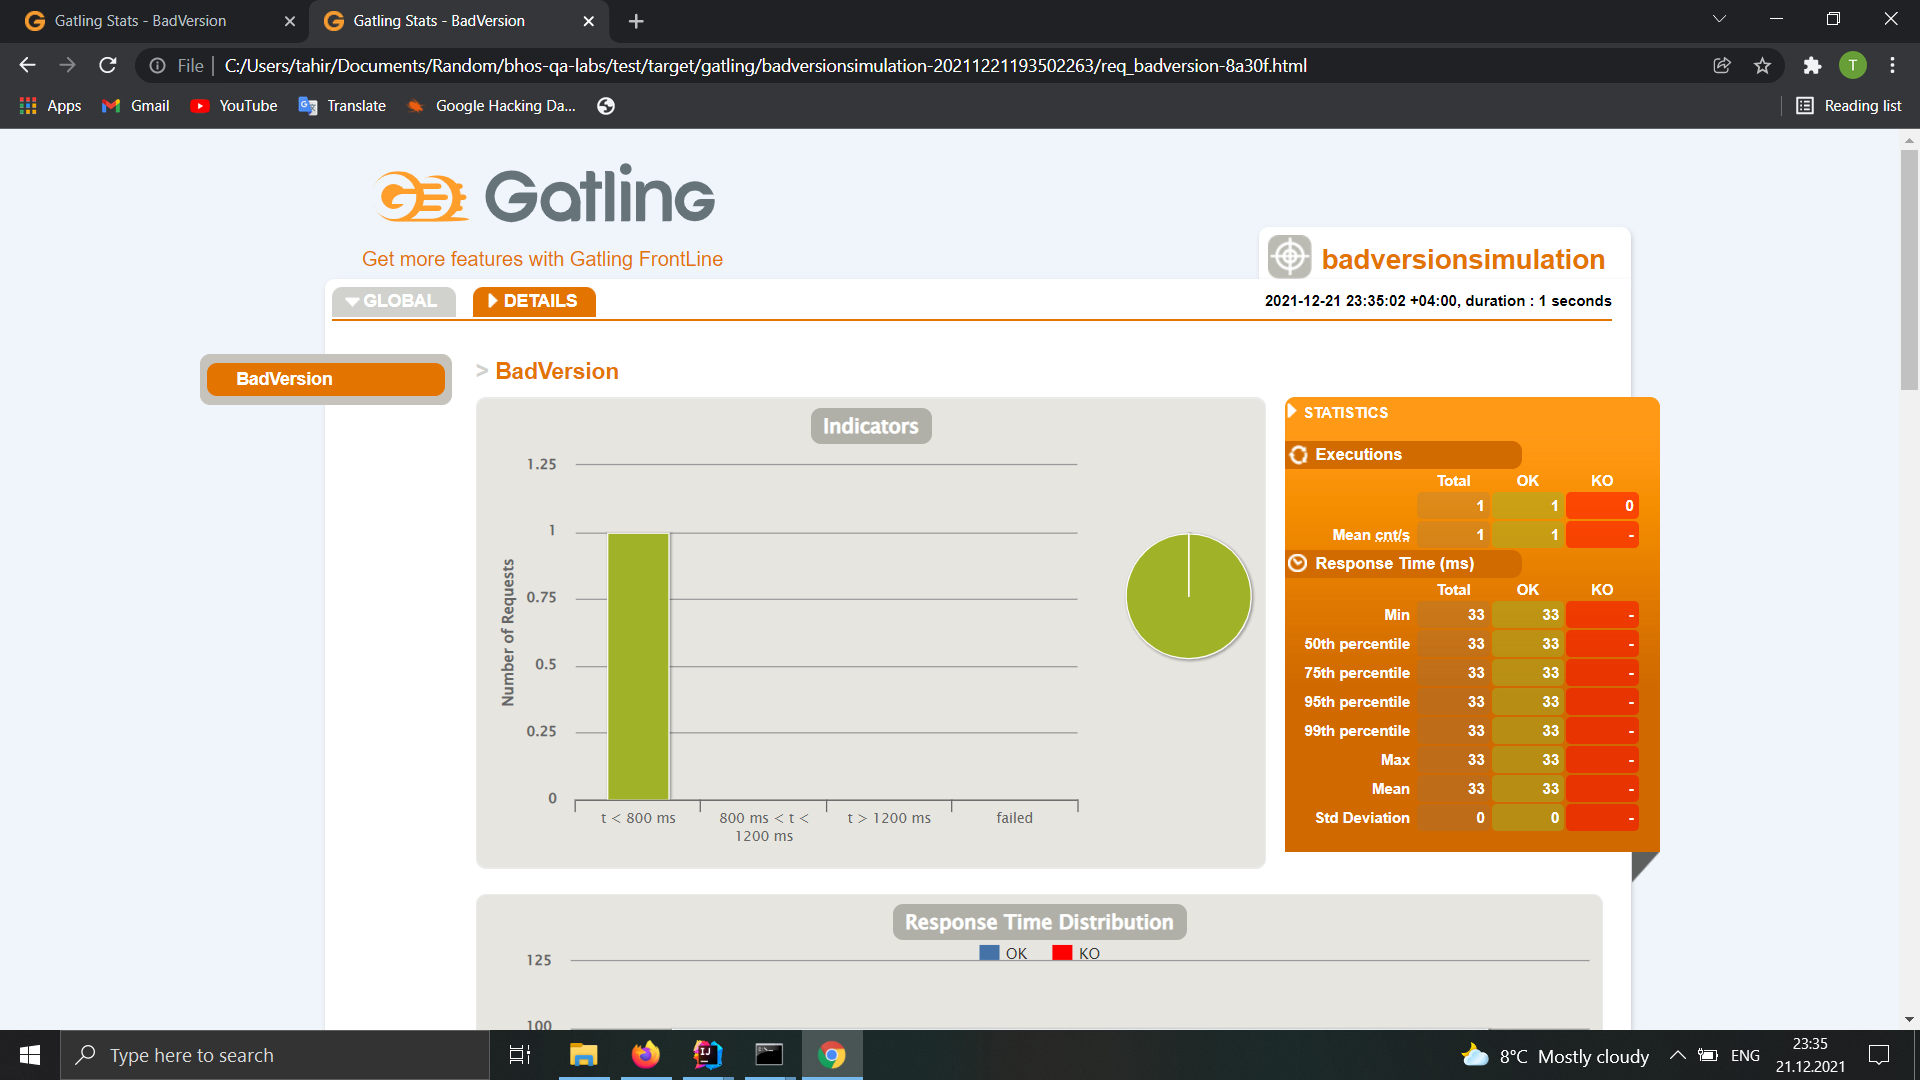 Gatling Stats - BadVersion
Gatling Stats - BadVersion
File
C:/Users/tahir/Documents/Random/bhos-qa-labs/test/target/gatling/badversionsimulation-20211221193502263/req_badversion-8a30f.html
T
Apps
Gmail
YouTube
Translate
Google Hacking Da...
Reading list
Gatling
Get more features with Gatling FrontLine
badversionsimulation
GLOBAL
DETAILS
2021-12-21 23:35:02 +04:00, duration : 1 seconds
BadVersion
> BadVersion
Indicators
1.25
1
0.75
0.5
0.25
0
Number of Requests
t < 800 ms
800 ms < t <
1200 ms
t > 1200 ms
failed
STATISTICS
Executions
Total OK KO
1 1 0
Mean cnt/s 1 1 -
Response Time (ms)
Total OK KO
Min 33 33 -
50th percentile 33 33 -
75th percentile 33 33 -
95th percentile 33 33 -
99th percentile 33 33 -
Max 33 33 -
Mean 33 33 -
Std Deviation 0 0 -
Response Time Distribution
OK KO
125
100
Type here to search
8°C Mostly cloudy
ENG
23:35
21.12.2021